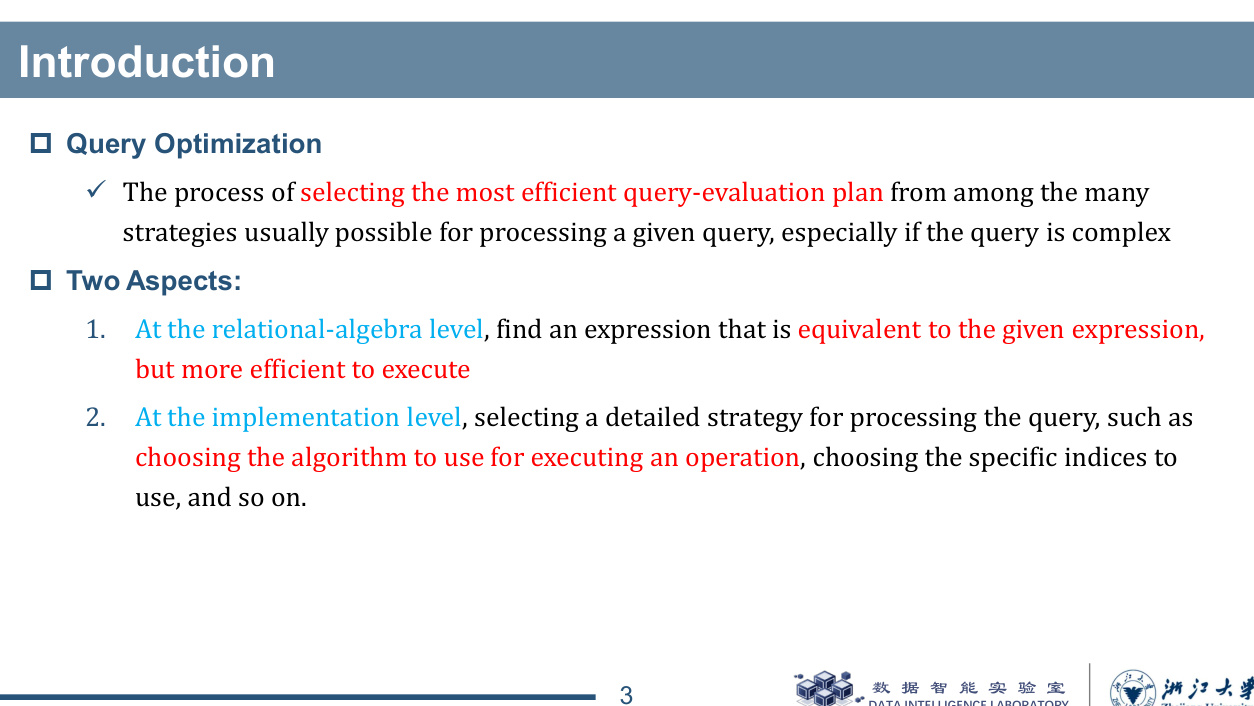 Introduction
Query Optimization
The process of selecting the most efficient query-evaluation plan from among the many
strategies usually possible for processing a given query, especially if the query is complex
Two Aspects:
1. At the relational-algebra level, find an expression that is equivalent to the given expression,
but more efficient to execute
2. At the implementation level, selecting a detailed strategy for processing the query, such as
choosing the algorithm to use for executing an operation, choosing the specific indices to
use, and so on.
3
数据智能实验室
DATA INTELLIGENCE LABORATORY
浙江大学